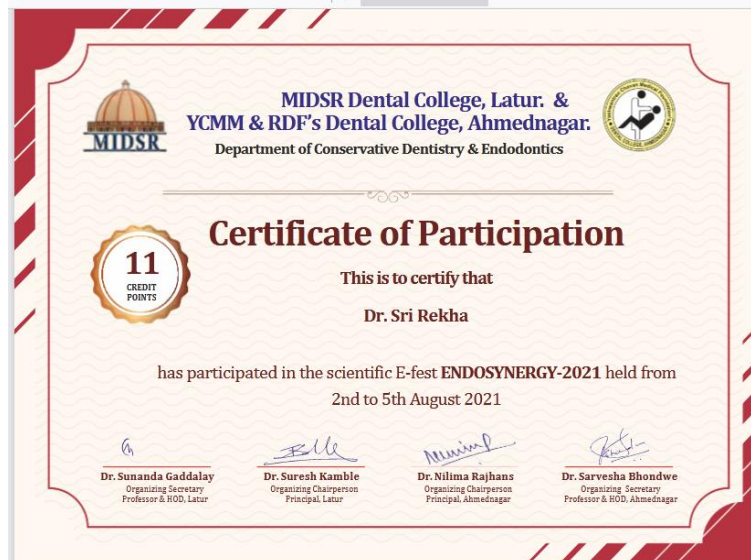 MIDSR Dental College, Latur. &
YCMM & RDF's Dental College, Ahmednagar.
Department of Conservative Dentistry & Endodontics
MIDSR
Certificate of Participation
11
CREDIT
POINTS
This is to certify that
Dr. Sri Rekha
has participated in the scientific E-fest ENDOSYNERGY-2021 held from
2nd to 5th August 2021
Dr. Sunanda Gaddalay
Organizing Secretary
Professor & HOD, Latur
Dr. Suresh Kamble
Organizing Chairperson
Principal, Latur
Dr. Nilima Rajhans
Organizing Chairperson
Principal, Ahmednagar
Dr. Sarvesha Bhondwe
Organizing Secretary
Professor & HOD, Ahmednagar